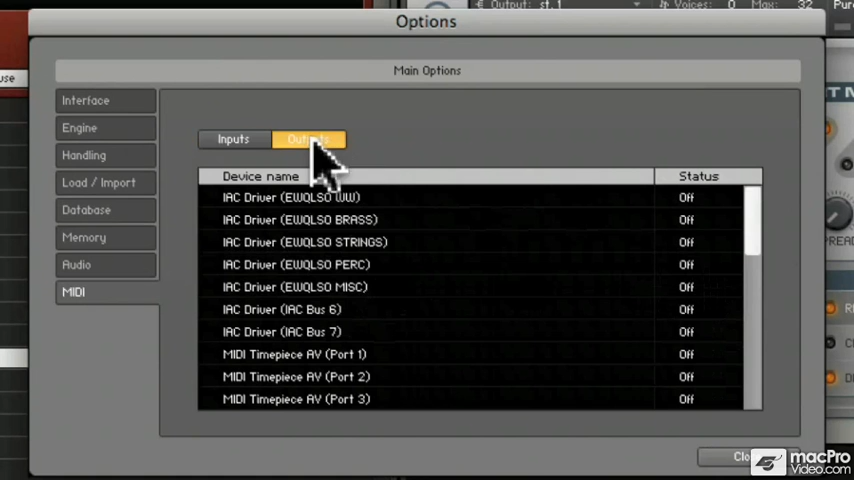 Output: st.1
Voices: 0
Max: 32
Options
Main Options
use
Interface
Engine
Handling
Load / Import
Database
Memory
Audio
MIDI
Inputs
Device name
Status
IAC Driver (EWQLSO WW) Off
IAC Driver (EWQLSO BRASS) Off
IAC Driver (EWQLSO STRINGS) Off
IAC Driver (EWQLSO PERC) Off
IAC Driver (EWQLSO MISC) Off
IAC Driver (IAC Bus 6) Off
IAC Driver (IAC Bus 7) Off
MIDI Timepiece AV (Port 1) Off
MIDI Timepiece AV (Port 2) Off
MIDI Timepiece AV (Port 3) Off
macPro
Video.com